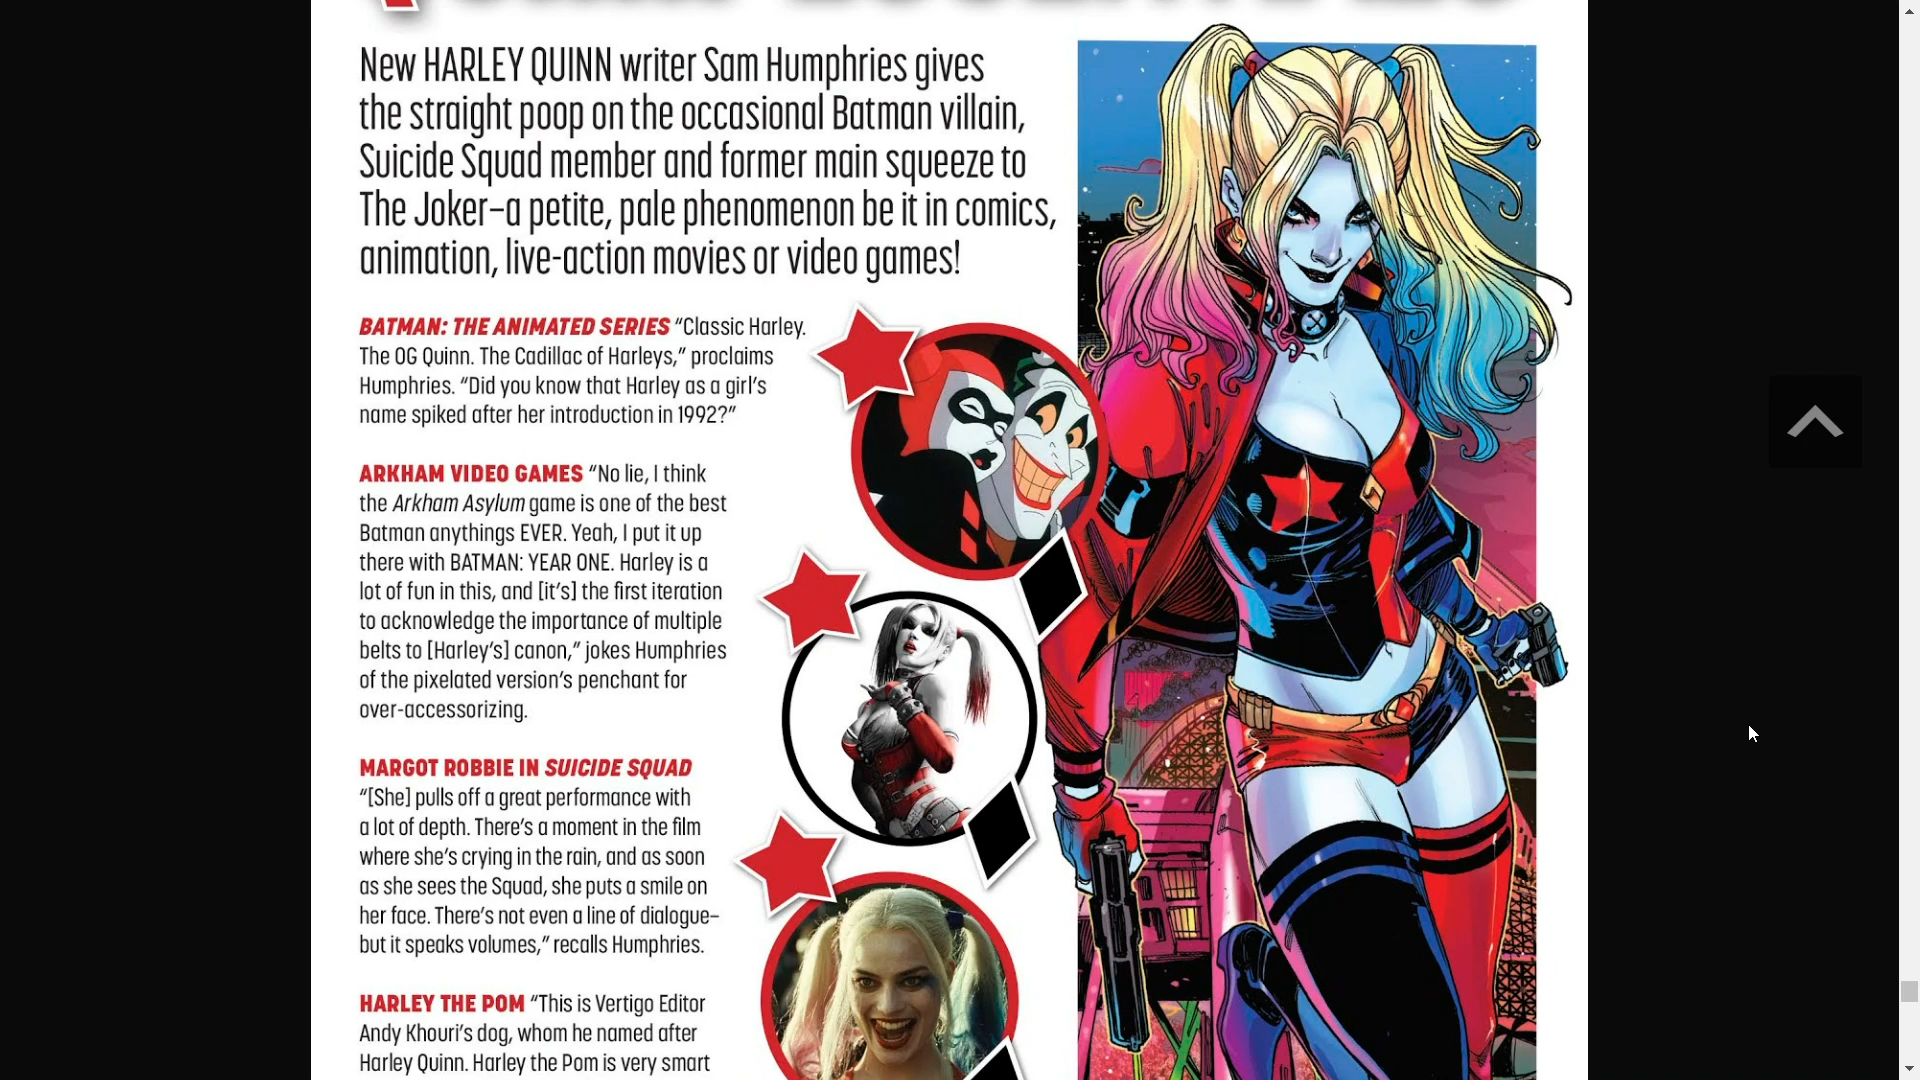 New HARLEY QUINN writer Sam Humphries gives
the straight poop on the occasional Batman villain,
Suicide Squad member and former main squeeze to
The Joker–a petite, pale phenomenon be it in comics,
animation, live-action movies or video games!
BATMAN: THE ANIMATED SERIES “Classic Harley.
The OG Quinn. The Cadillac of Harleys,” proclaims
Humphries. “Did you know that Harley as a girl’s
name spiked after her introduction in 1992?”
ARKHAM VIDEO GAMES “No lie, I think
the Arkham Asylum game is one of the best
Batman anythings EVER. Yeah, I put it up
there with BATMAN: YEAR ONE. Harley is a
lot of fun in this, and [it’s] the first iteration
to acknowledge the importance of multiple
belts to [Harley’s] canon,” jokes Humphries
of the pixelated version’s penchant for
over-accessorizing.
MARGOT ROBBIE IN SUICIDE SQUAD
“[She] pulls off a great performance with
a lot of depth. There’s a moment in the film
where she’s crying in the rain, and as soon
as she sees the Squad, she puts a smile on
her face. There’s not even a line of dialogue–
but it speaks volumes,” recalls Humphries.
HARLEY THE POM “This is Vertigo Editor
Andy Khouri’s dog, whom he named after
Harley Quinn. Harley the Pom is very smart